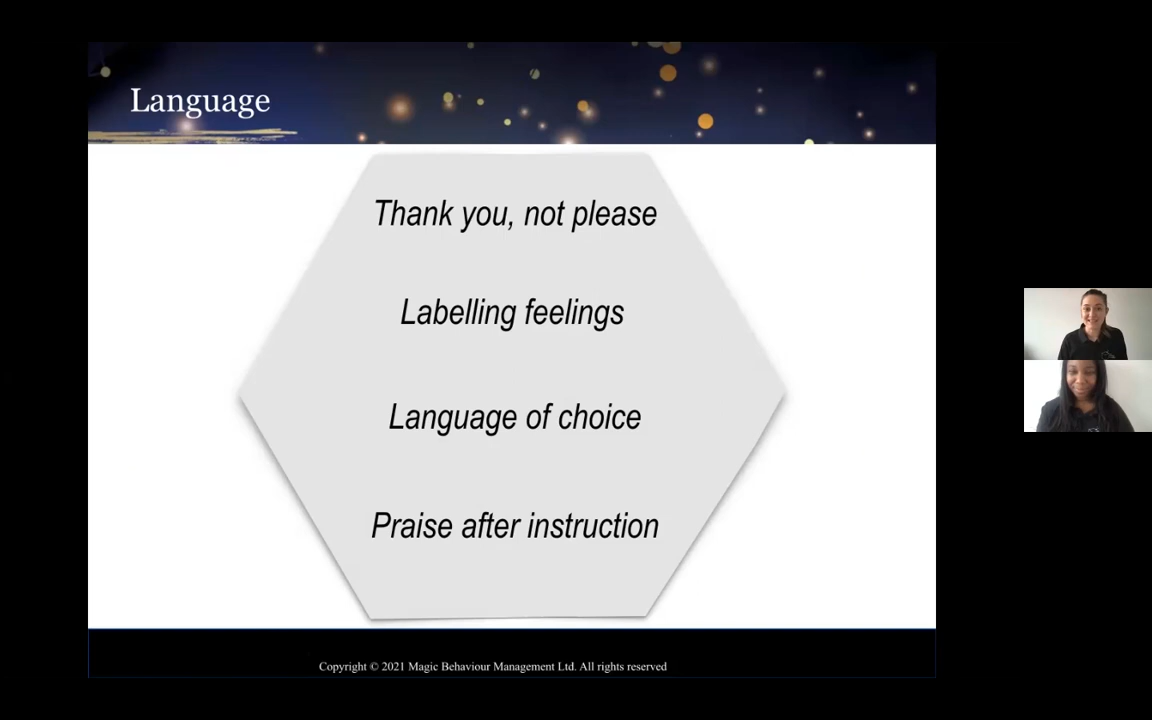 Language
Thank you, not please
Labelling feelings
Language of choice
Praise after instruction
Copyright © 2021 Magic Behaviour Management Ltd. All rights reserved